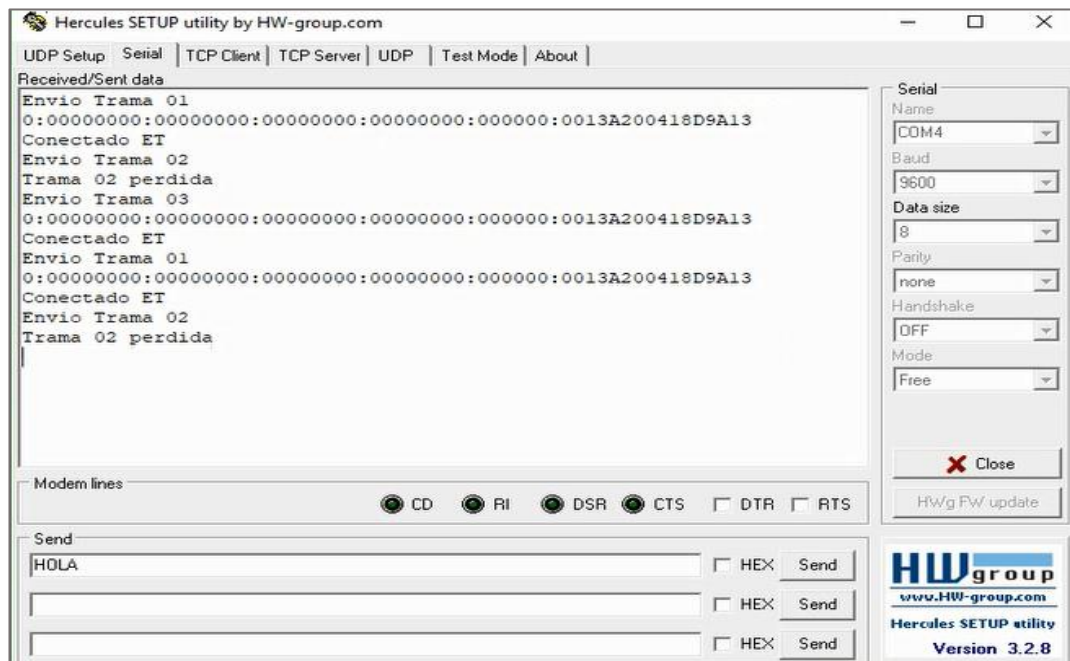 Hercules SETUP utility by HW-group.com
UDP Setup Serial TCP Client TCP Server UDP Test Mode About
Received/Sent data
Envio Trama 01
0:00000000:00000000:00000000:00000000:000000:0013A200418D9A13
Conectado ET
Envio Trama 02
Trama 02 perdida
Envio Trama 03
0:00000000:00000000:00000000:00000000:000000:0013A200418D9A13
Conectado ET
Envio Trama 01
0:00000000:00000000:00000000:00000000:000000:0013A200418D9A13
Conectado ET
Envio Trama 02
Trama 02 perdida
Serial
Name
COM4
Baud
9600
Data size
8
Parity
none
Handshake
OFF
Mode
Free
Close
HWg FW update
Modem lines
CD RI DSR CTS DTR RTS
Send
HOLA HEX Send
HEX Send
HEX Send
HW group
www.HW-group.com
Hercules SETUP utility
Version 3.2.8